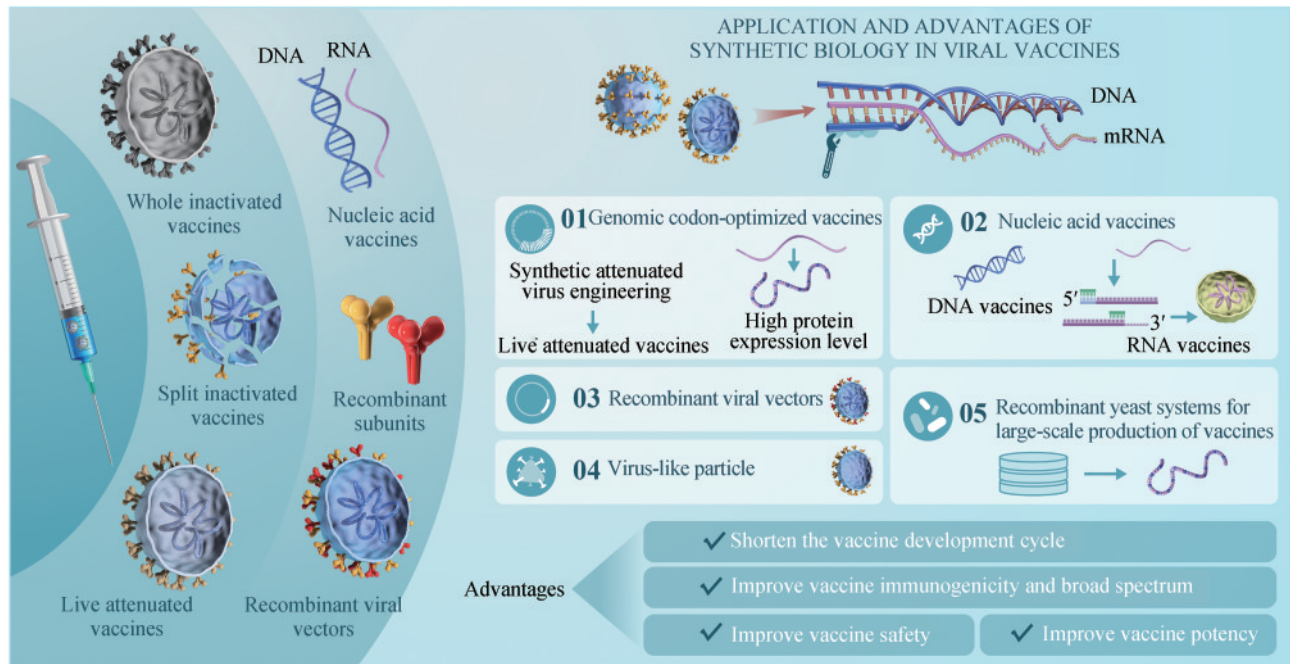 DNA
RNA
Whole inactivated
vaccines
Nucleic acid
vaccines
Split inactivated
vaccines
Recombinant
subunits
Live attenuated
vaccines
Recombinant viral
vectors
APPLICATION AND ADVANTAGES OF
SYNTHETIC BIOLOGY IN VIRAL VACCINES
DNA
mRNA
01 Genomic codon-optimized vaccines
Synthetic attenuated
virus engineering
Live attenuated vaccines
High protein
expression level
02 Nucleic acid vaccines
DNA vaccines
5′
3′
RNA vaccines
03 Recombinant viral vectors
04 Virus-like particle
05 Recombinant yeast systems for
large-scale production of vaccines
Advantages
✓ Shorten the vaccine development cycle
✓ Improve vaccine immunogenicity and broad spectrum
✓ Improve vaccine safety
✓ Improve vaccine potency